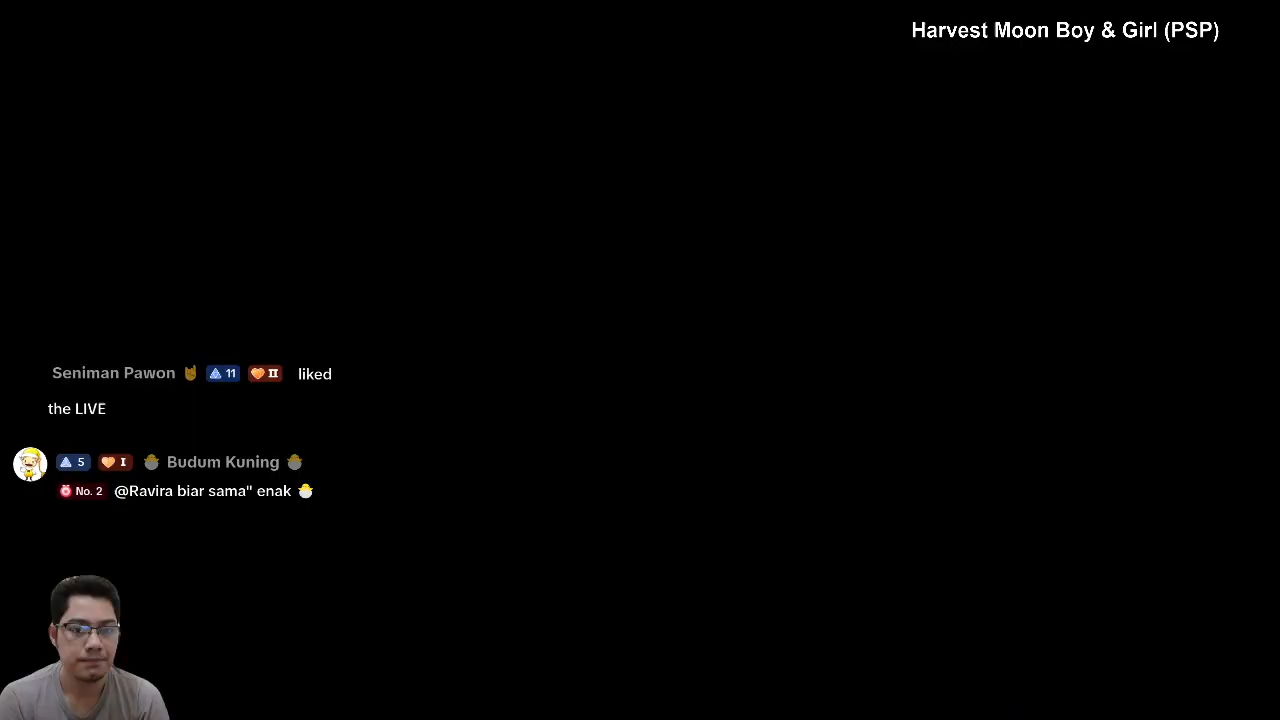 Harvest Moon Boy & Girl (PSP)
Seniman Pawon 🤘 11 II liked
the LIVE
5 I 🐣 Budum Kuning 🐣
No. 2 @Ravira biar sama" enak 🐣